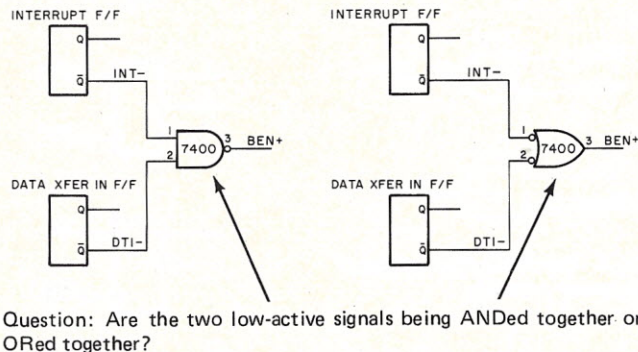 INTERRUPT F/F INTERRUPT F/F
Q Q
Q̅ INT– Q̅ INT–
1 3 BEN+ 1 3 BEN+
7400 7400
2 2
DATA XFER IN F/F DATA XFER IN F/F
Q Q
Q̅ DTI– Q̅ DTI–
Question: Are the two low-active signals being ANDed together or
ORed together?